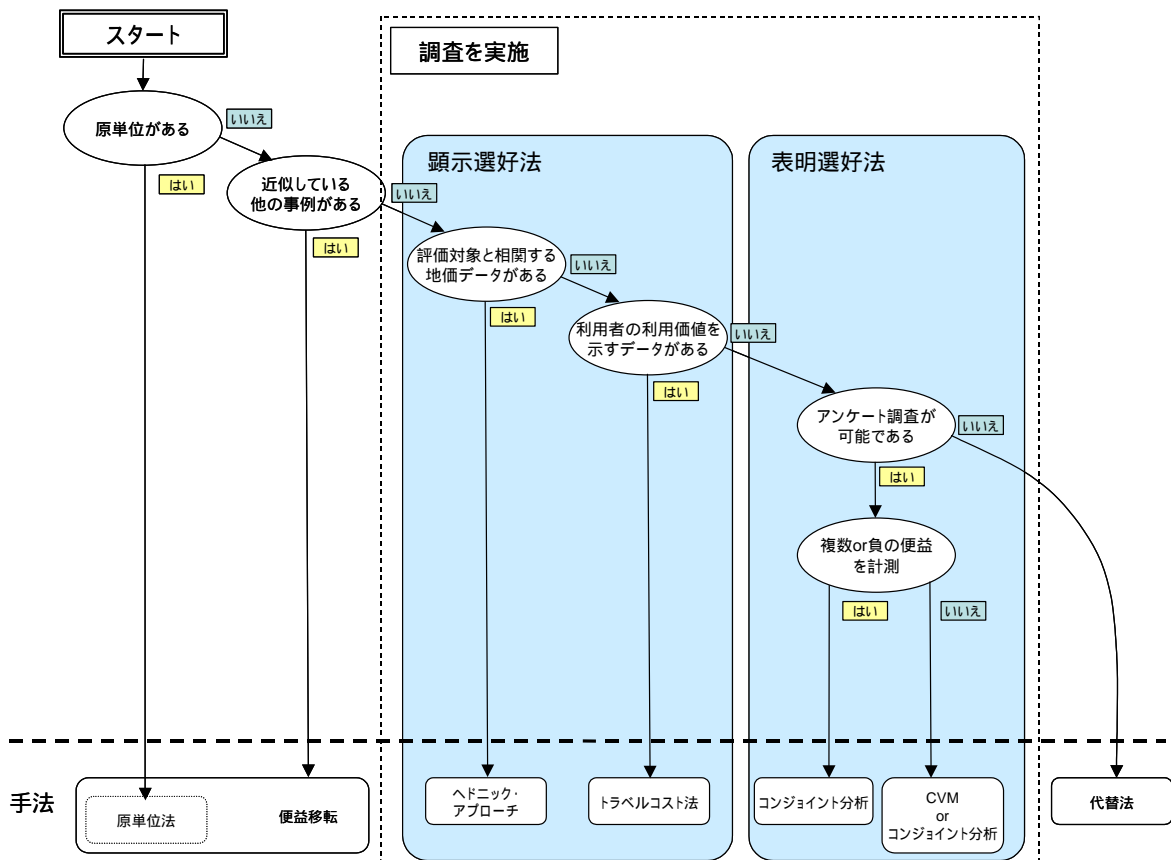 スタート
調査を実施
原単位がある
いいえ
はい
近似している
他の事例がある
いいえ
はい
顕示選好法
評価対象と相関する
地価データがある
いいえ
はい
利用者の利用価値を
示すデータがある
いいえ
はい
表明選好法
アンケート調査が
可能である
いいえ
はい
複数or負の便益
を計測
はい
いいえ
手法
原単位法
便益移転
ヘドニック・
アプローチ
トラベルコスト法
コンジョイント分析
CVM
or
コンジョイント分析
代替法